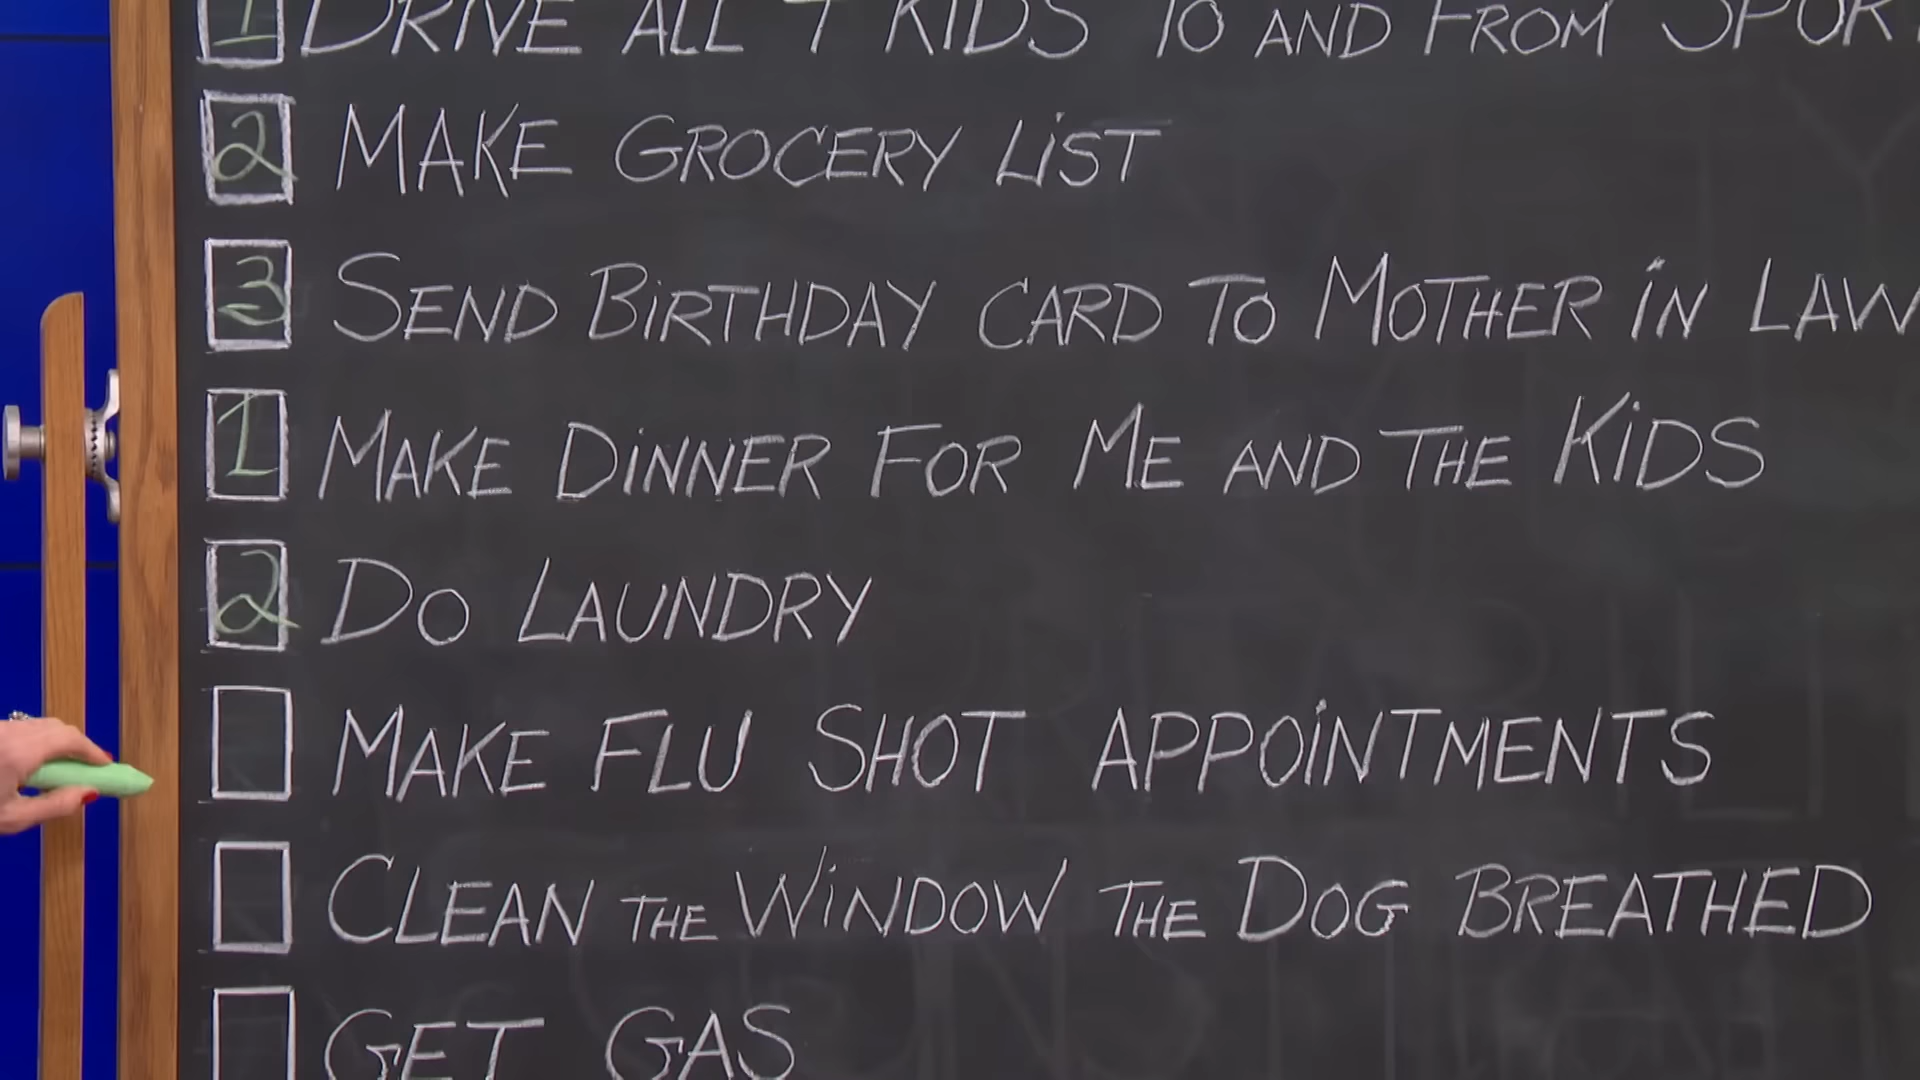 1 DRIVE ALL 4 KIDS TO AND FROM SPORT
2 MAKE GROCERY LiST
3 SEND BiRTHDAY CARD TO MOTHER iN LAW
1 MAKE DiNNER FOR ME AND THE KiDS
2 DO LAUNDRY
MAKE FLU SHOT APPOiNTMENTS
CLEAN THE WiNDOW THE DOG BREATHED
GET GAS